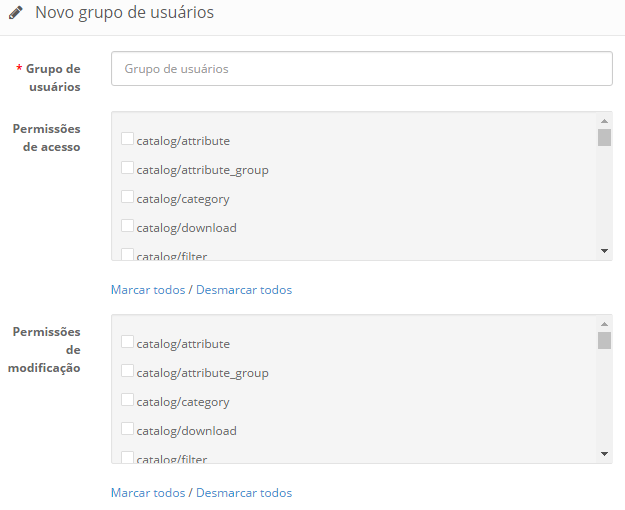 Novo grupo de usuários
* Grupo de
usuários
Grupo de usuários
Permissões
de acesso
catalog/attribute
catalog/attribute_group
catalog/category
catalog/download
catalog/filter
Marcar todos / Desmarcar todos
Permissões
de
modificação
catalog/attribute
catalog/attribute_group
catalog/category
catalog/download
catalog/filter
Marcar todos / Desmarcar todos